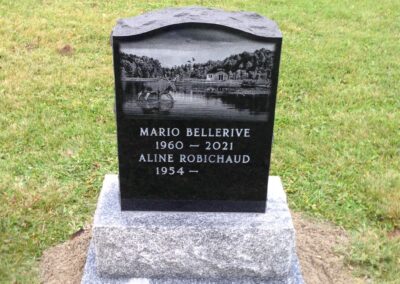 MARIO BELLERIVE
1960 — 2021
ALINE ROBICHAUD
1954 —